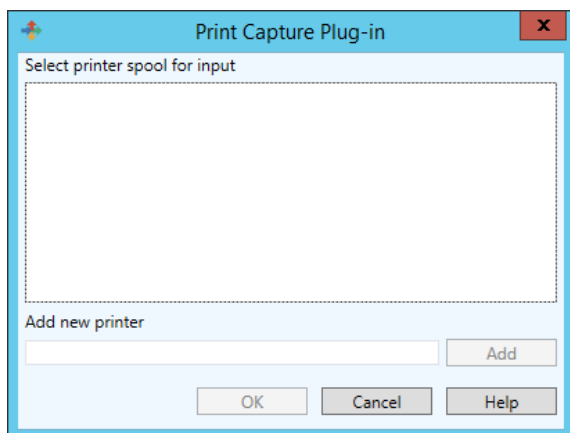 Print Capture Plug-in
x
Select printer spool for input
Add new printer
Add
OK Cancel Help